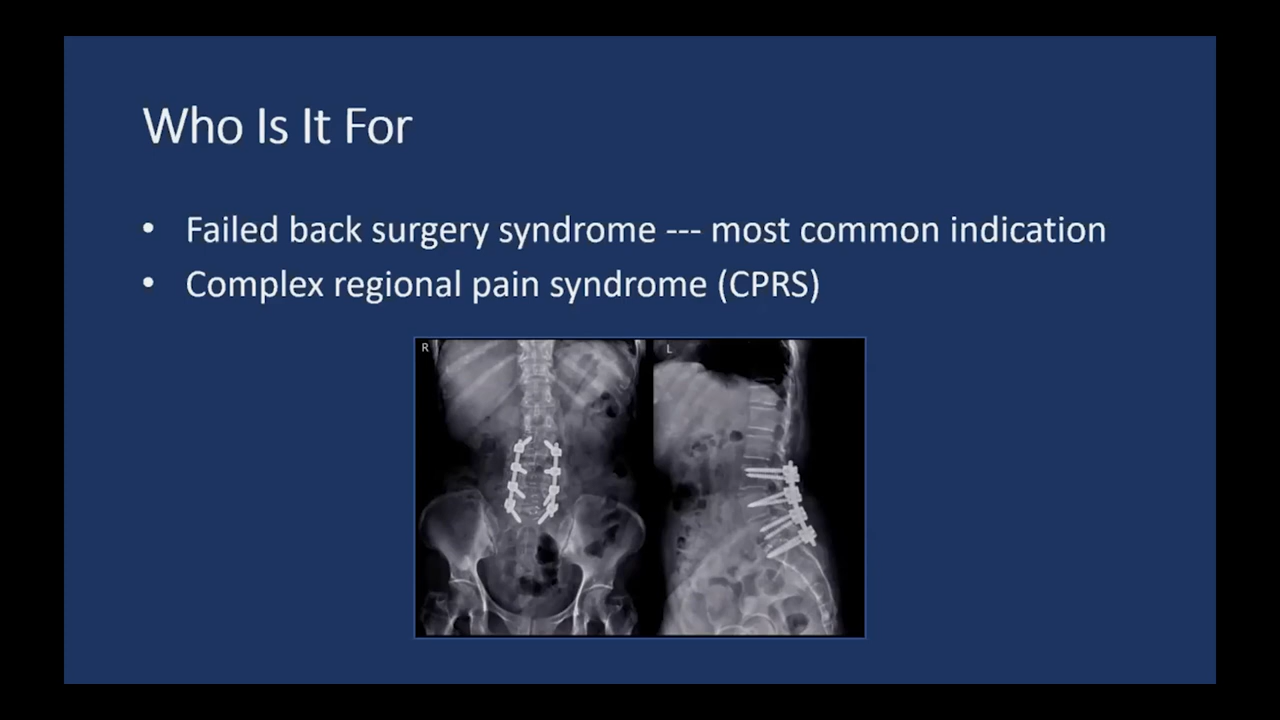 Who Is It For
• Failed back surgery syndrome --- most common indication
• Complex regional pain syndrome (CPRS)
R
L